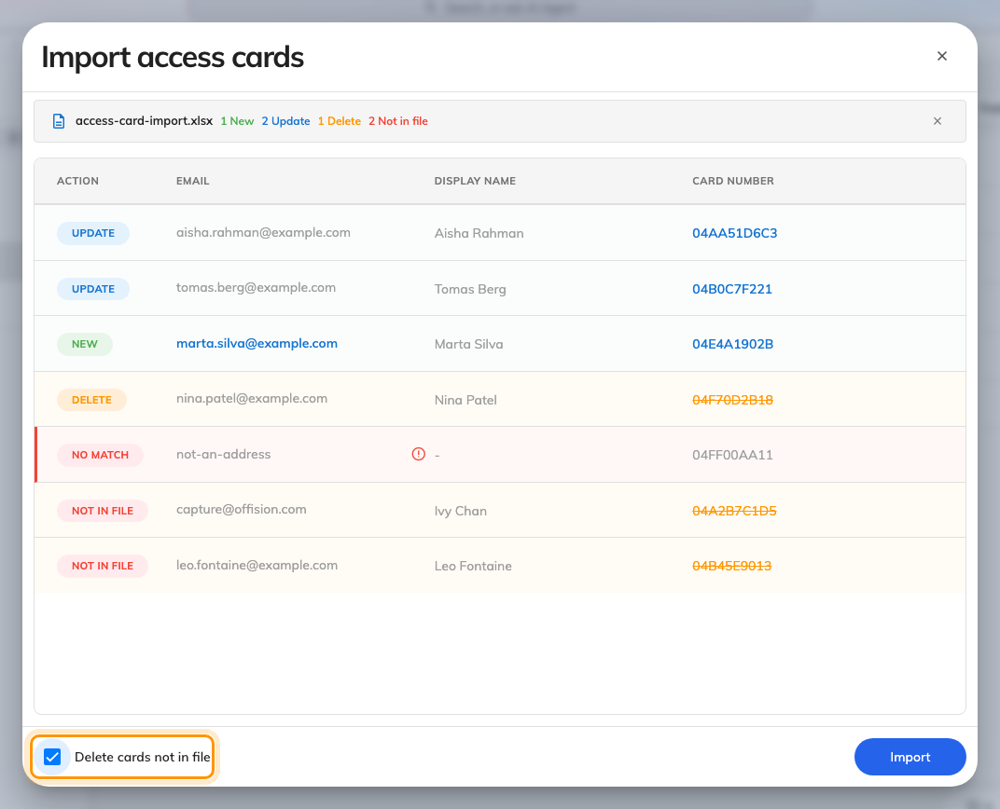 Import access cards
access-card-import.xlsx 1 New 2 Update 1 Delete 2 Not in file
ACTION EMAIL DISPLAY NAME CARD NUMBER
UPDATE aisha.rahman@example.com Aisha Rahman 04AA51D6C3
UPDATE tomas.berg@example.com Tomas Berg 04B0C7F221
NEW marta.silva@example.com Marta Silva 04E4A1902B
DELETE nina.patel@example.com Nina Patel 04F70D2B18
NO MATCH not-an-address - 04FF00AA11
NOT IN FILE capture@offision.com Ivy Chan 04A2B7C1D5
NOT IN FILE leo.fontaine@example.com Leo Fontaine 04B45E9013
Delete cards not in file Import